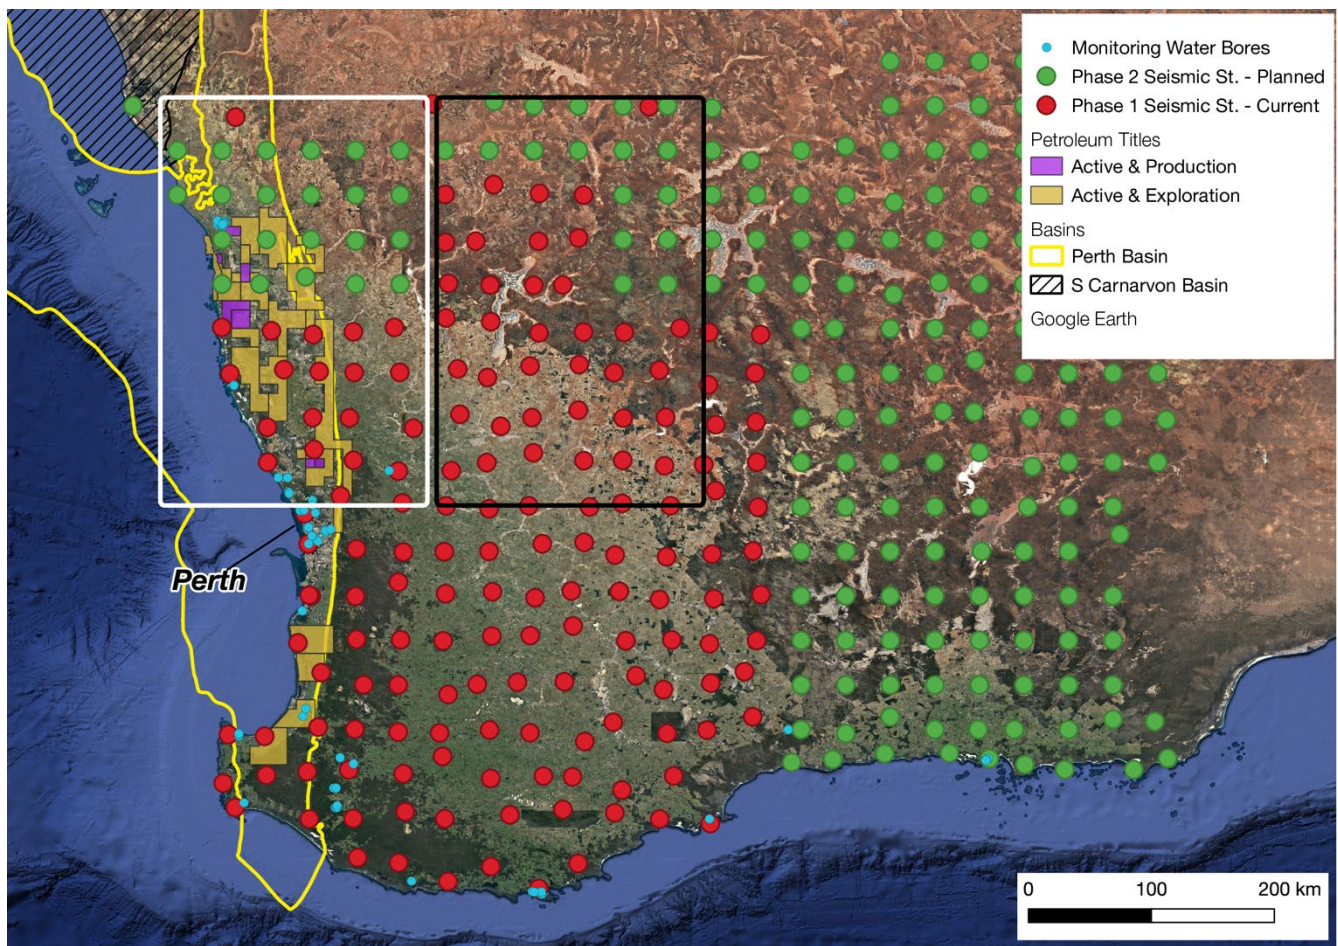 Monitoring Water Bores
Phase 2 Seismic St. - Planned
Phase 1 Seismic St. - Current
Petroleum Titles
Active & Production
Active & Exploration
Basins
Perth Basin
S Carnarvon Basin
Google Earth
Perth
0 100 200 km